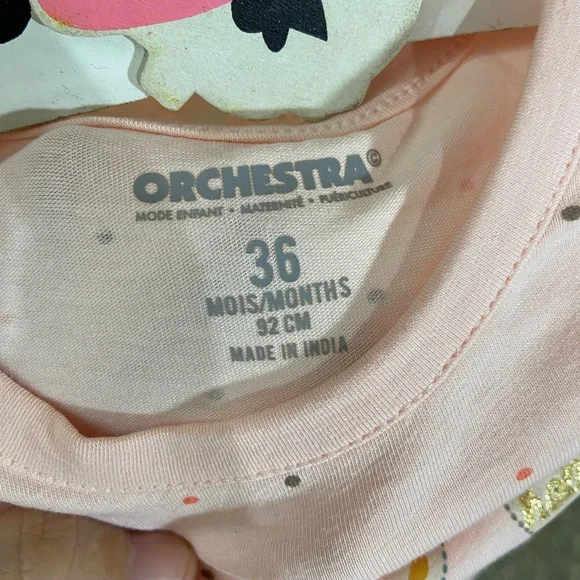 ORCHESTRA©
MODE ENFANT • MATERNITÉ • PUÉRICULTURE
36
MOIS/MONTHS
92 CM
MADE IN INDIA